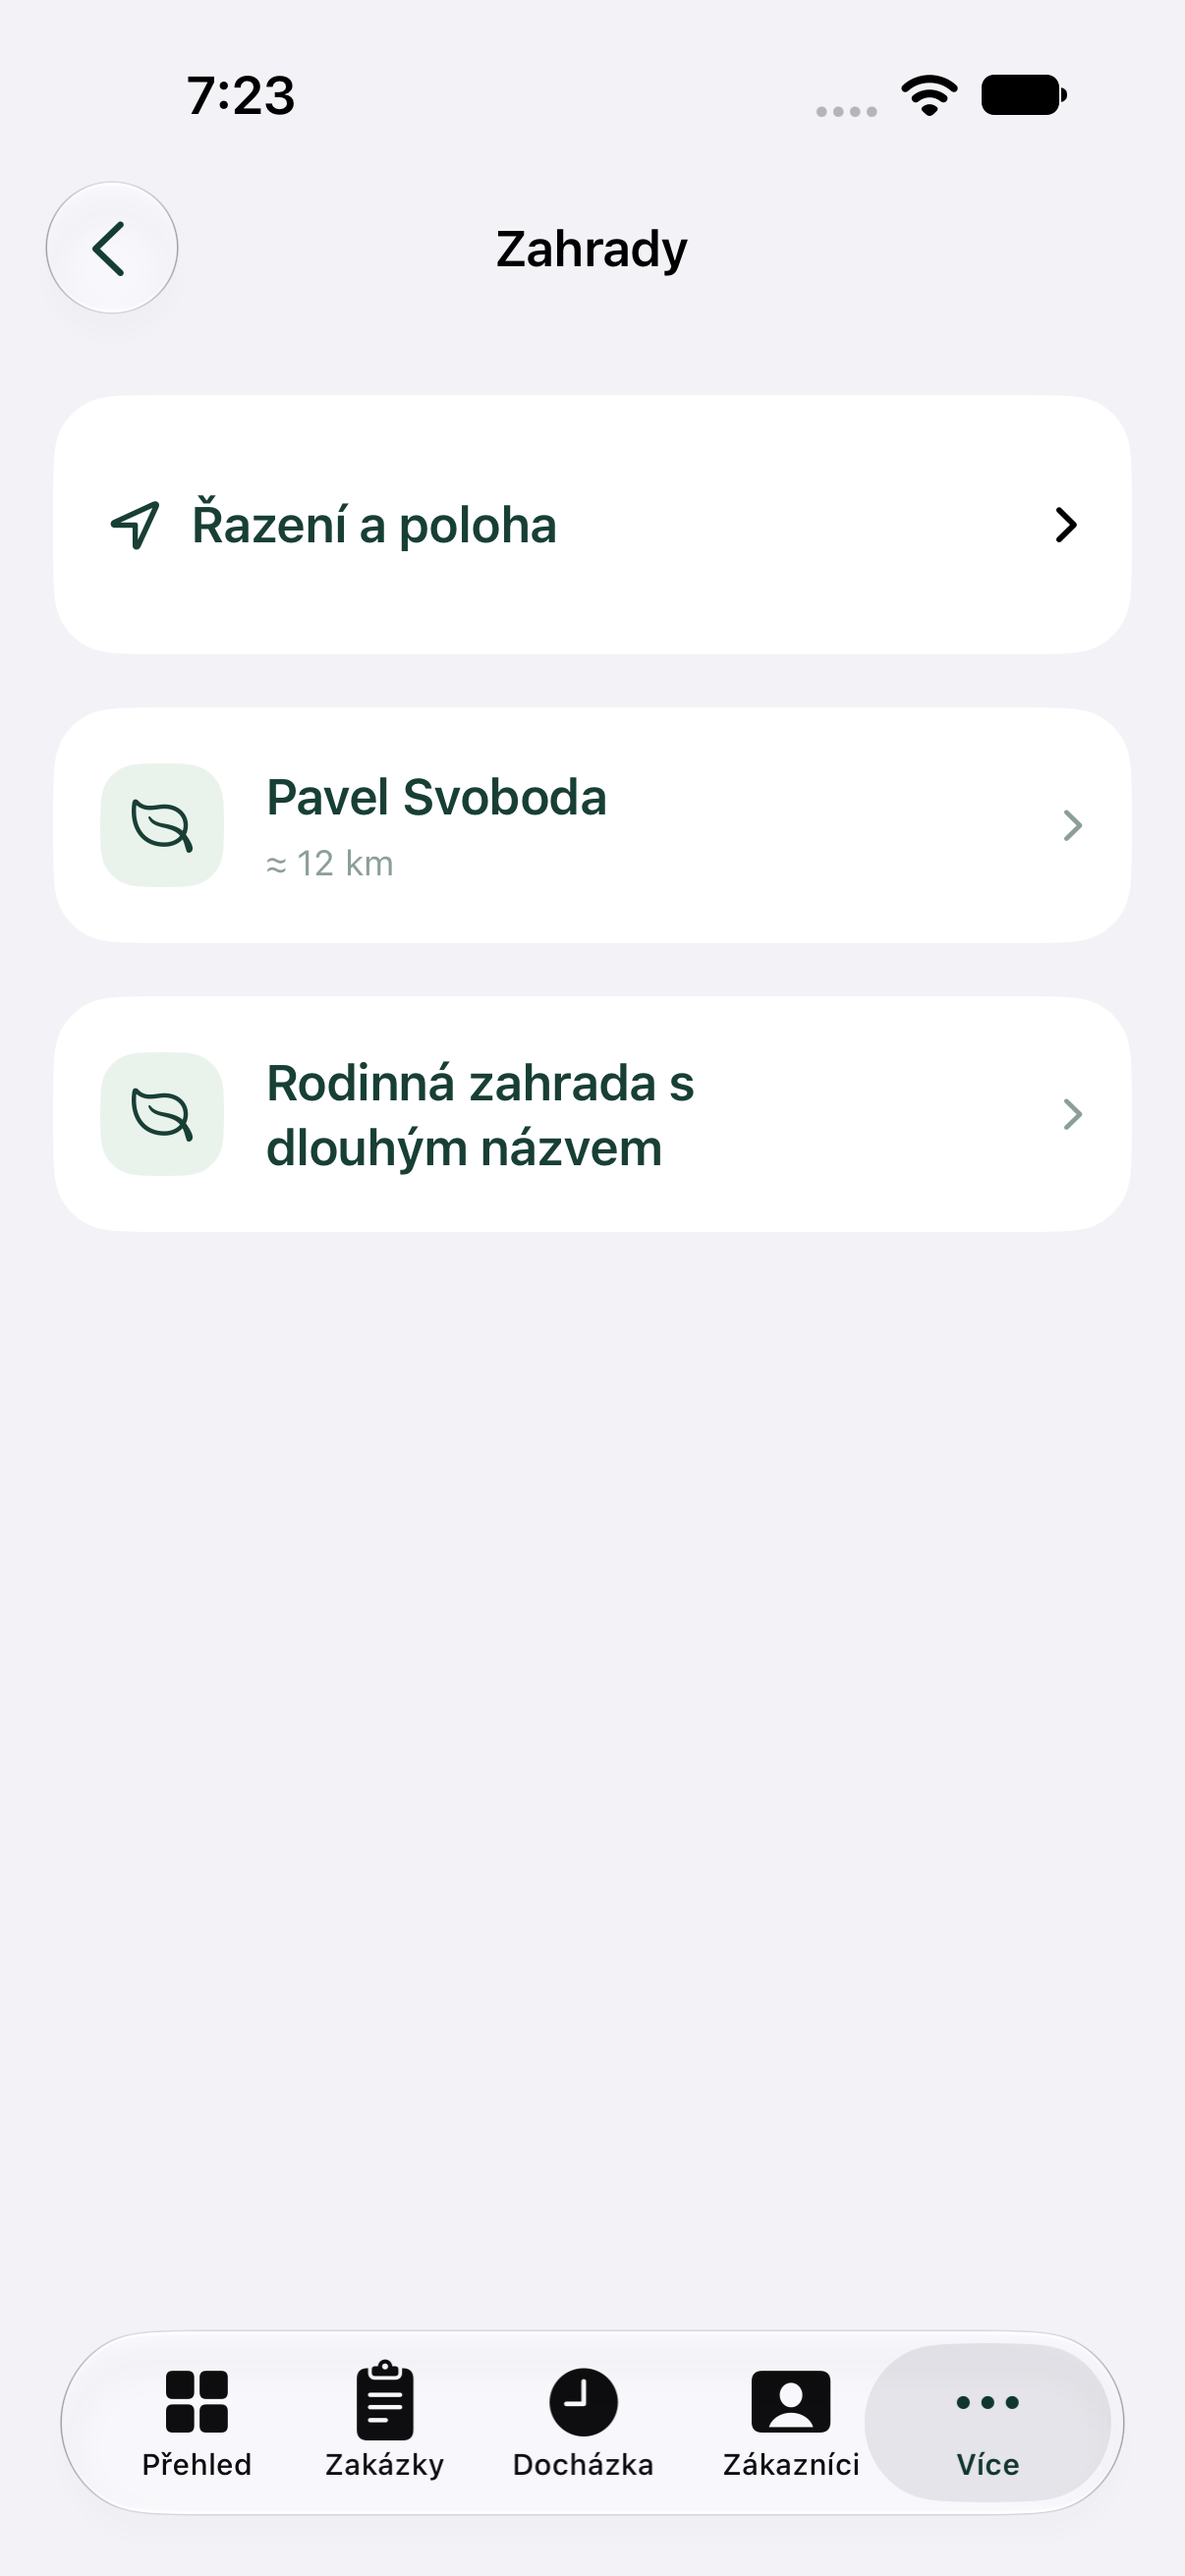 7:23
Zahrady
Řazení a poloha
Pavel Svoboda
≈ 12 km
Rodinná zahrada s
dlouhým názvem
Přehled
Zakázky
Docházka
Zákazníci
Více